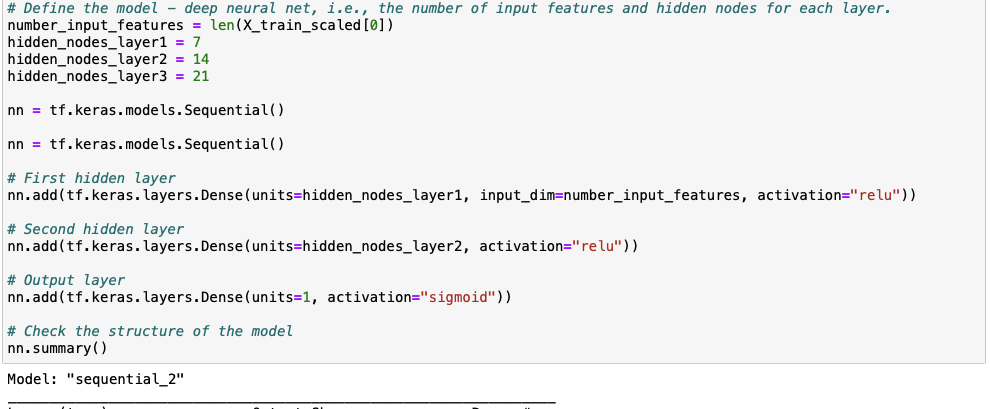 # Define the model – deep neural net, i.e., the number of input features and hidden nodes for each layer.
number_input_features = len(X_train_scaled[0])
hidden_nodes_layer1 = 7
hidden_nodes_layer2 = 14
hidden_nodes_layer3 = 21
nn = tf.keras.models.Sequential()
nn = tf.keras.models.Sequential()
# First hidden layer
nn.add(tf.keras.layers.Dense(units=hidden_nodes_layer1, input_dim=number_input_features, activation="relu"))
# Second hidden layer
nn.add(tf.keras.layers.Dense(units=hidden_nodes_layer2, activation="relu"))
# Output layer
nn.add(tf.keras.layers.Dense(units=1, activation="sigmoid"))
# Check the structure of the model
nn.summary()
Model: "sequential_2"